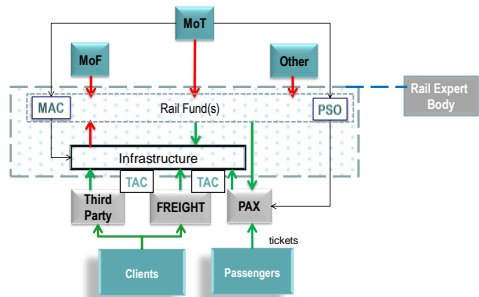 MoT
MoF
Other
MAC
Rail Fund(s)
PSO
Rail Expert
Body
Infrastructure
TAC
TAC
Third
Party
FREIGHT
PAX
tickets
Clients
Passengers